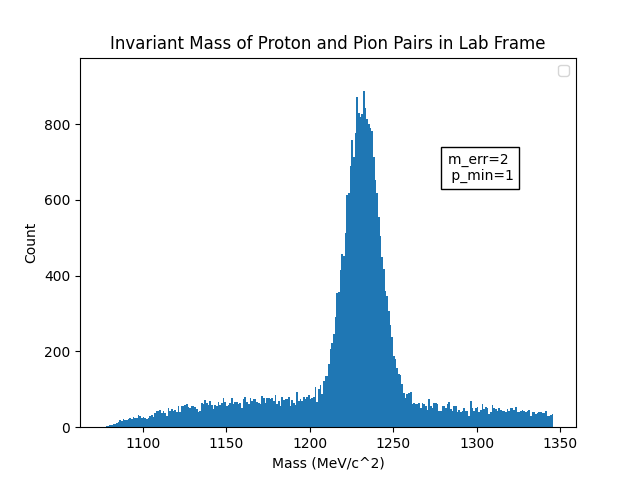 Invariant Mass of Proton and Pion Pairs in Lab Frame
800
600
400
200
0
Count
m_err=2
p_min=1
1100
1150
1200
1250
1300
1350
Mass (MeV/c^2)